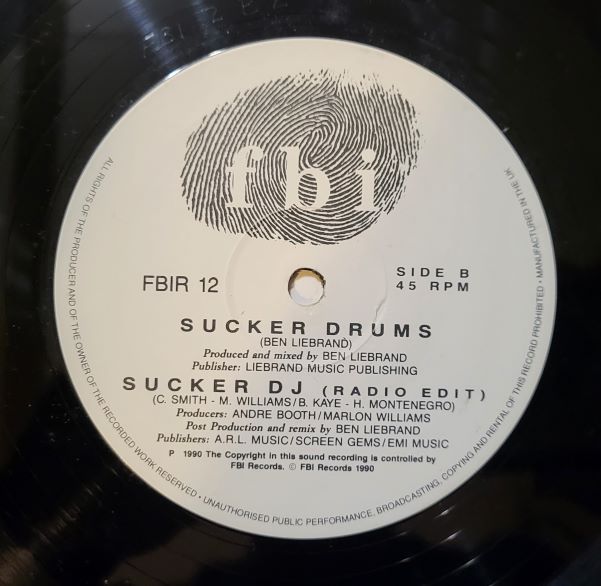 fbi
FBIR 12
SIDE B
45 RPM
SUCKER DRUMS
(BEN LIEBRAND)
Produced and mixed by BEN LIEBRAND
Publisher: LIEBRAND MUSIC PUBLISHING
SUCKER DJ (RADIO EDIT)
(C. SMITH - M. WILLIAMS/B. KAYE - H. MONTENEGRO)
Producers: ANDRE BOOTH/MARLON WILLIAMS
Post Production and remix by BEN LIEBRAND
Publishers: A.R.L. MUSIC/SCREEN GEMS/EMI MUSIC
P 1990 The Copyright in this sound recording is controlled by
FBI Records. © FBI Records 1990
ALL RIGHTS OF THE PRODUCER AND OF THE OWNER OF THE RECORDED WORK RESERVED • UNAUTHORISED PUBLIC PERFORMANCE, BROADCASTING, COPYING AND RENTAL OF THIS RECORD PROHIBITED • MANUFACTURED IN THE UK